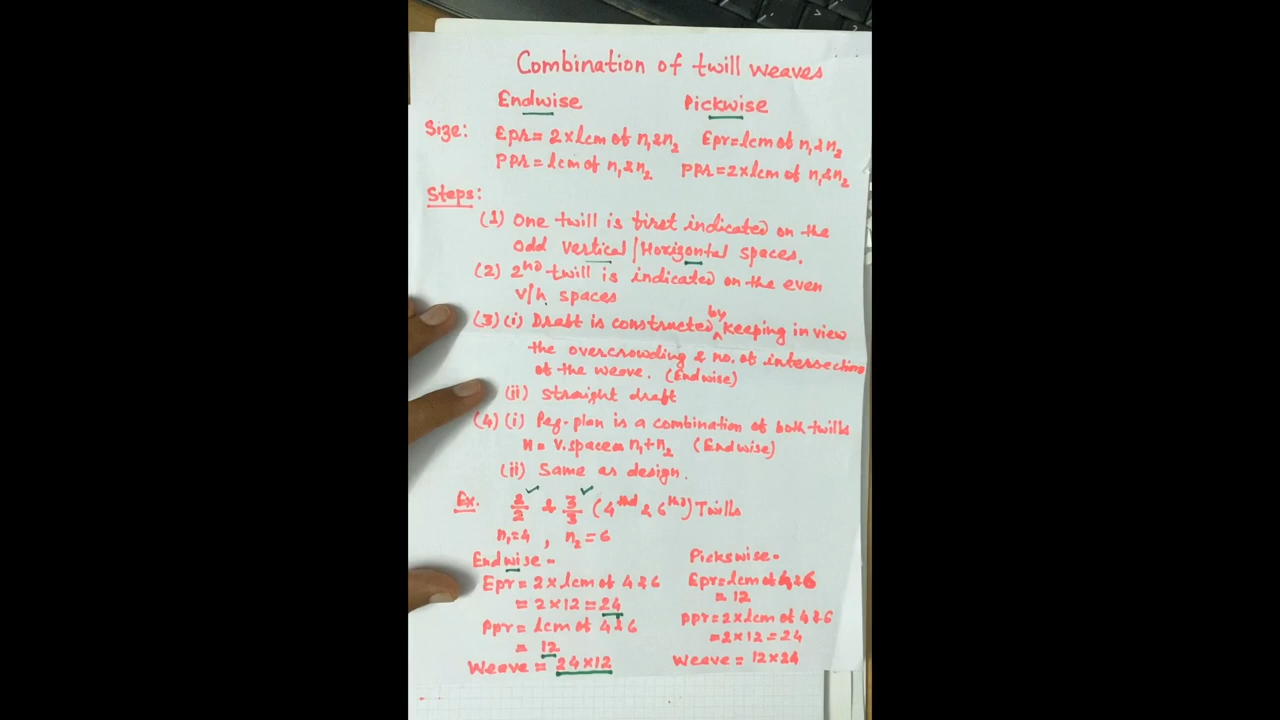 Combination of twill weaves
Endwise Pickwise
Size: Epr= 2×lcm of n1&n2 Epr=lcm of n1&n2
PPr=lcm of n1&n2 PPr=2×lcm of n1&n2
Steps:
(1) One twill is first indicated on the
odd vertical/Horizontal spaces.
(2) 2nd twill is indicated on the even
v/h spaces
(3) (i) Draft is constructed by keeping in view
the overcrowding & no. of intersections
of the weave. (Endwise)
(ii) Straight draft
(4) (i) Peg-plan is a combination of both twills
V. space = n1+n2 (Endwise)
(ii) Same as design.
Ex. 2/2 & 3/3 (4 & 6) Twills
n1=4, n2=6
Endwise- Pickswise-
Epr=2×lcm of 4&6 Epr=lcm of 4&6
=2×12=24 =12
Ppr=lcm of 4&6 PPr=2×lcm of 4&6
= 12 =2×12=24
Weave = 24×12 Weave = 12×24